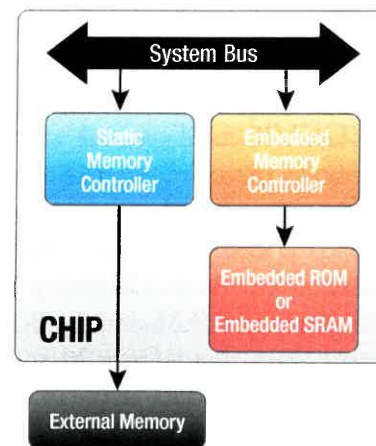 System Bus
Static
Memory
Controller
Embedded
Memory
Controller
Embedded ROM
or
Embedded SRAM
CHIP
External Memory